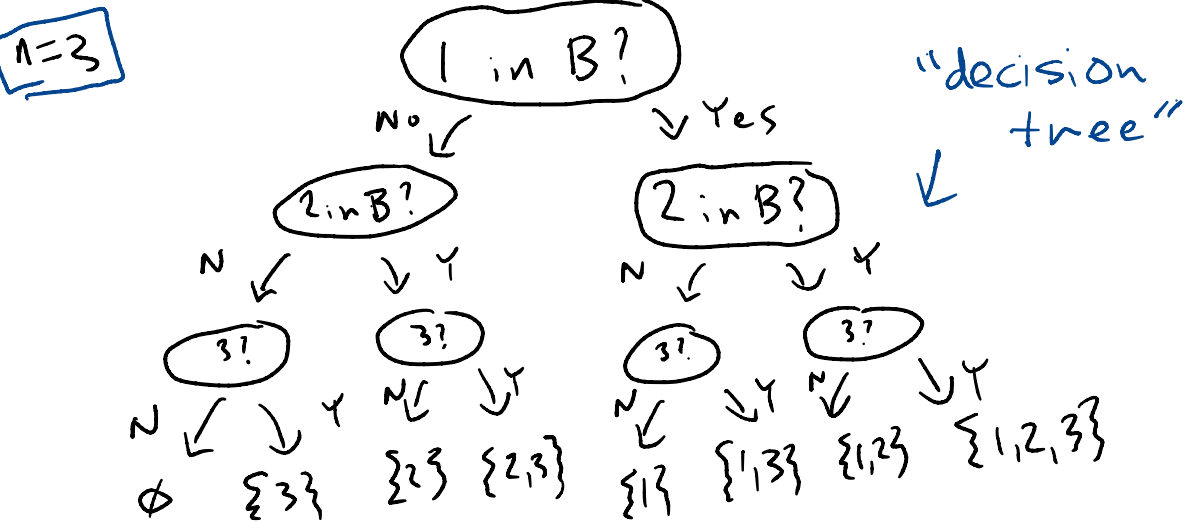 n=3
1 in B?
"decision
tree"
No
Yes
2 in B?
2 in B?
N
Y
N
Y
3?
3?
3?
3?
N
Y
N
Y
N
Y
N
Y
∅
{3}
{2}
{2,3}
{1}
{1,3}
{1,2}
{1,2,3}